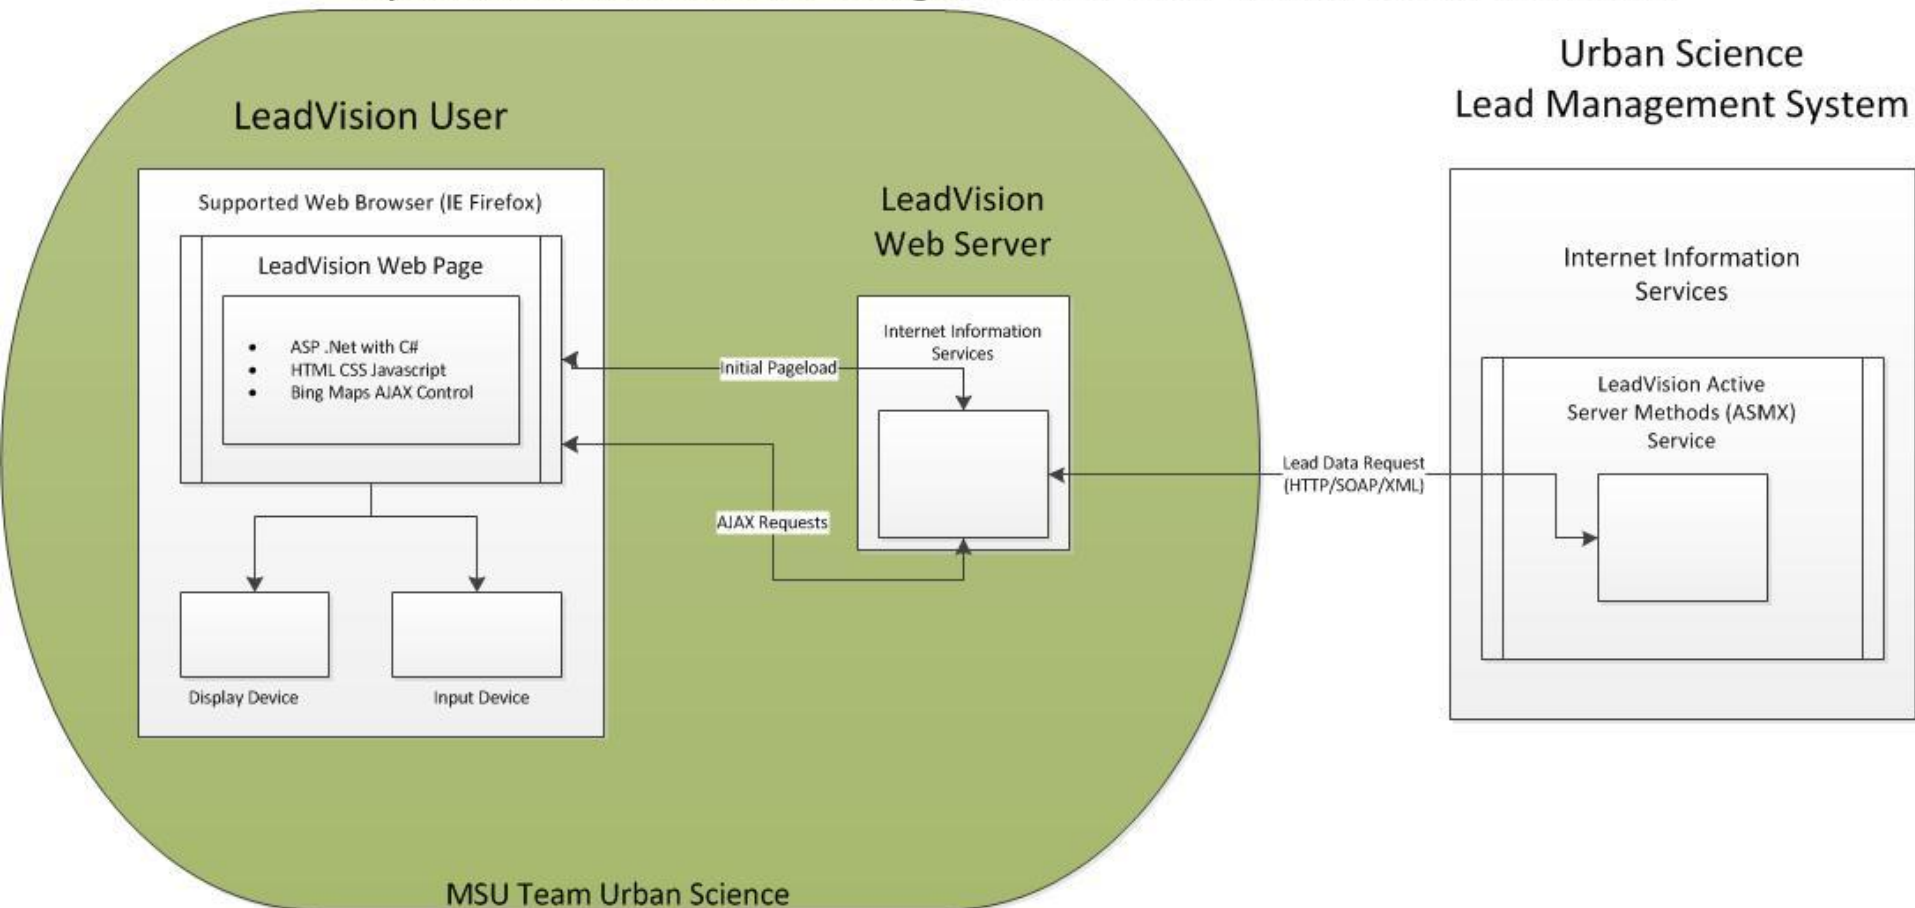 Urban Science
Lead Management System
LeadVision User
Supported Web Browser (IE Firefox)
LeadVision Web Page
• ASP .Net with C#
• HTML CSS Javascript
• Bing Maps AJAX Control
Display Device
Input Device
Initial Pageload
AJAX Requests
LeadVision
Web Server
Internet Information
Services
Lead Data Request
(HTTP/SOAP/XML)
Internet Information
Services
LeadVision Active
Server Methods (ASMX)
Service
MSU Team Urban Science